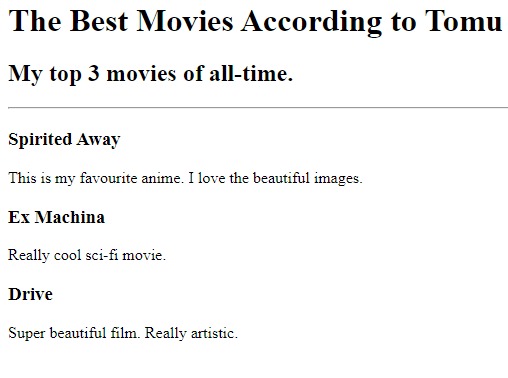 The Best Movies According to Tomu
My top 3 movies of all-time.
Spirited Away
This is my favourite anime. I love the beautiful images.
Ex Machina
Really cool sci-fi movie.
Drive
Super beautiful film. Really artistic.